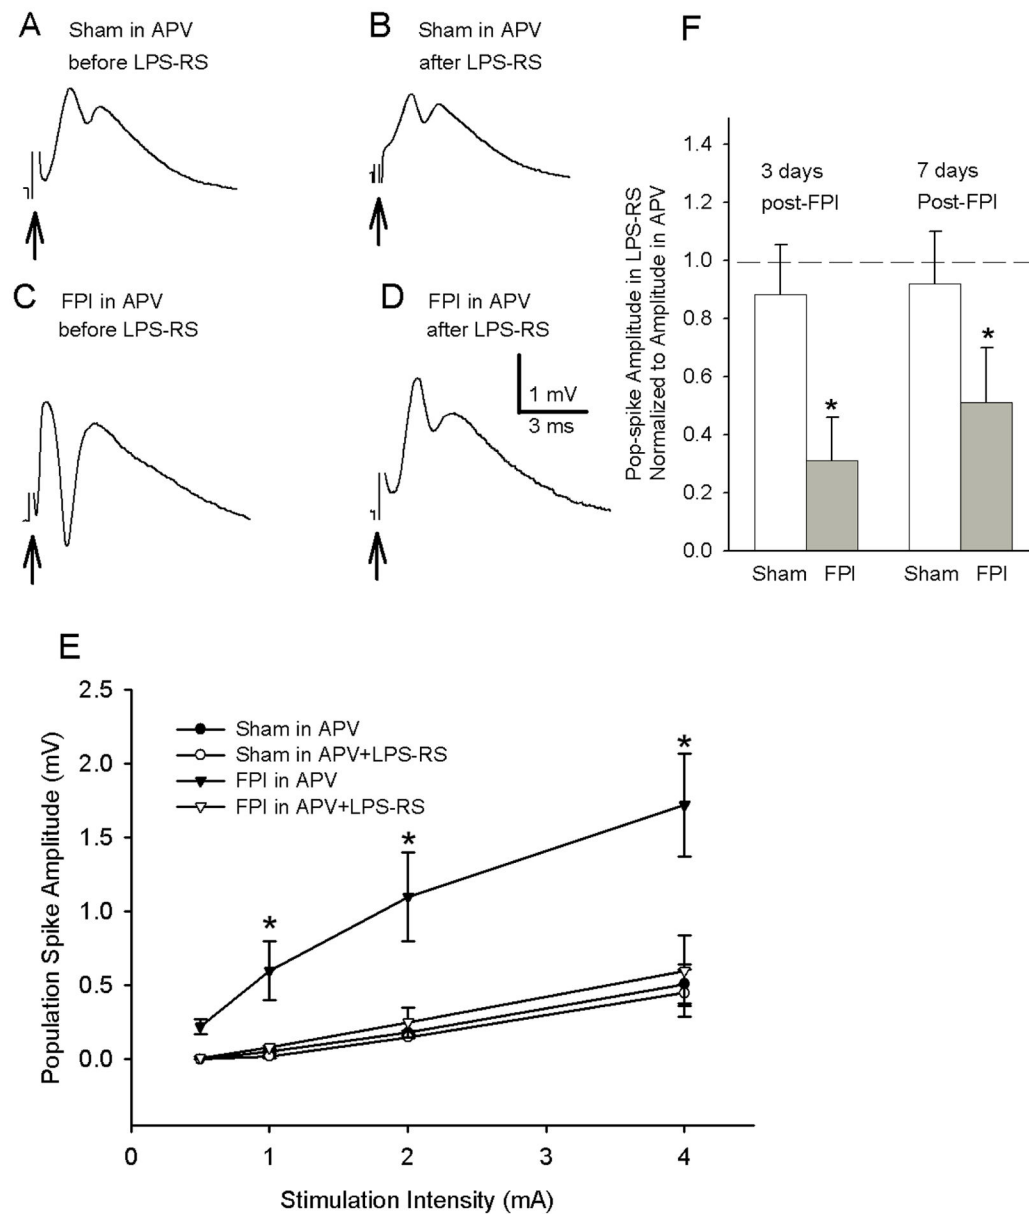 A
Sham in APV
before LPS-RS
B
Sham in APV
after LPS-RS
C
FPI in APV
before LPS-RS
D
FPI in APV
after LPS-RS
1 mV
3 ms
F
Pop-spike Amplitude in LPS-RS
Normalized to Amplitude in APV
1.4
1.2
1.0
0.8
0.6
0.4
0.2
0.0
3 days
post-FPI
7 days
Post-FPI
*
*
Sham FPI
Sham FPI
E
Population Spike Amplitude (mV)
2.5
2.0
1.5
1.0
0.5
0.0
Sham in APV
Sham in APV+LPS-RS
FPI in APV
FPI in APV+LPS-RS
*
*
*
0 1 2 3 4
Stimulation Intensity (mA)